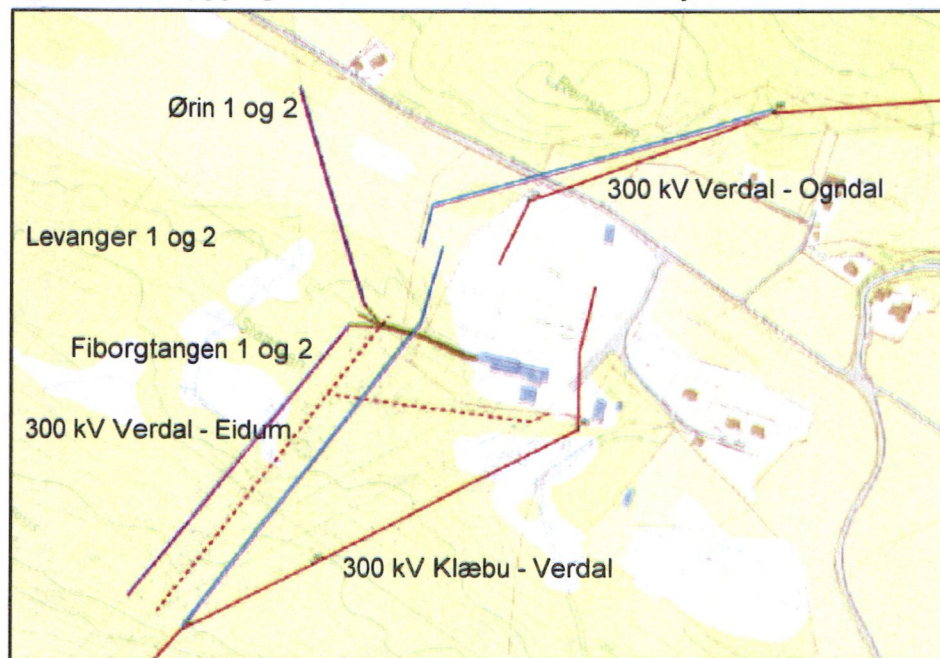 Ørin 1 og 2
300 kV Verdal - Ogndal
Levanger 1 og 2
Fiborgtangen 1 og 2
300 kV Verdal - Eidum
300 kV Klæbu - Verdal